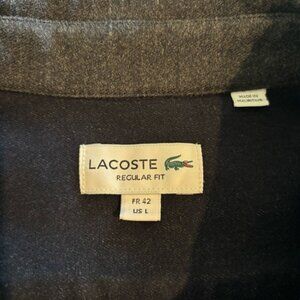 MADE IN
MAURITIUS
LACOSTE
REGULAR FIT
FR 42
US L